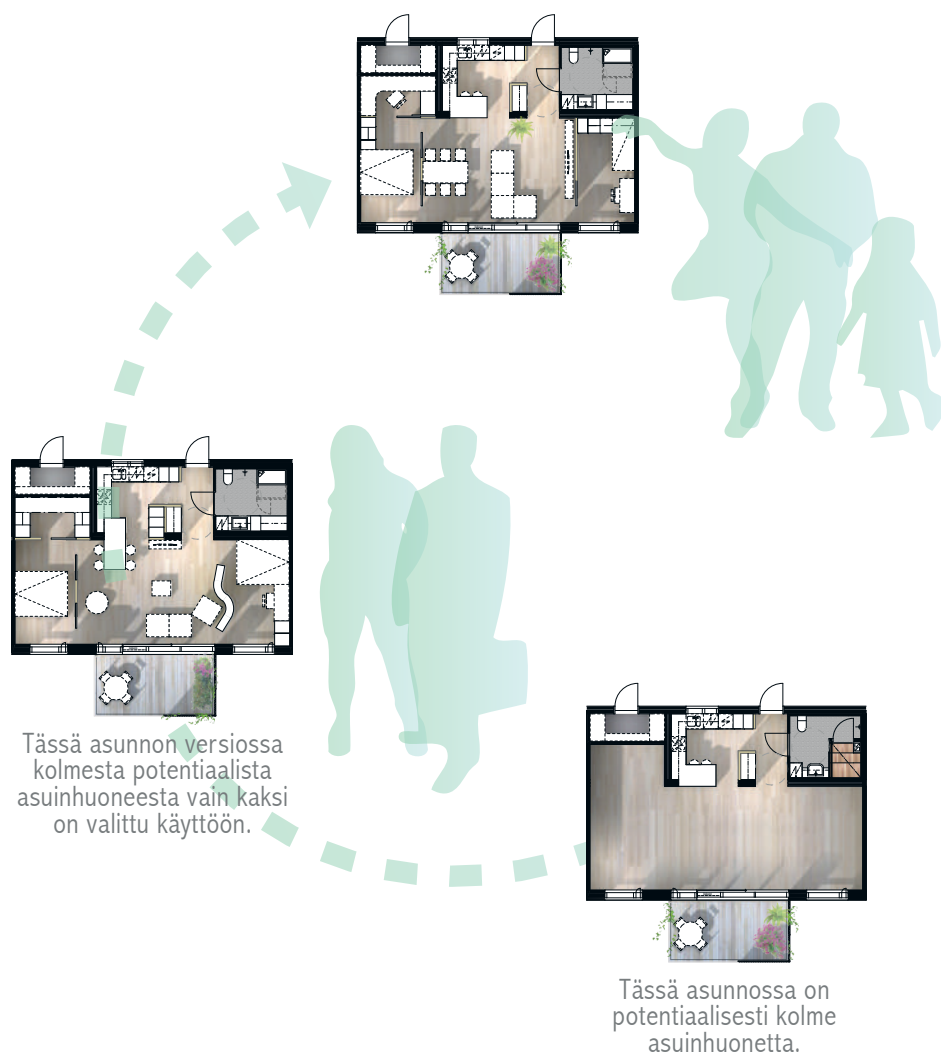 Tässä asunnon versiossa
kolmesta potentiaalista
asuinhuoneesta vain kaksi
on valittu käyttöön.
Tässä asunnossa on
potentiaalisesti kolme
asuinhuonetta.